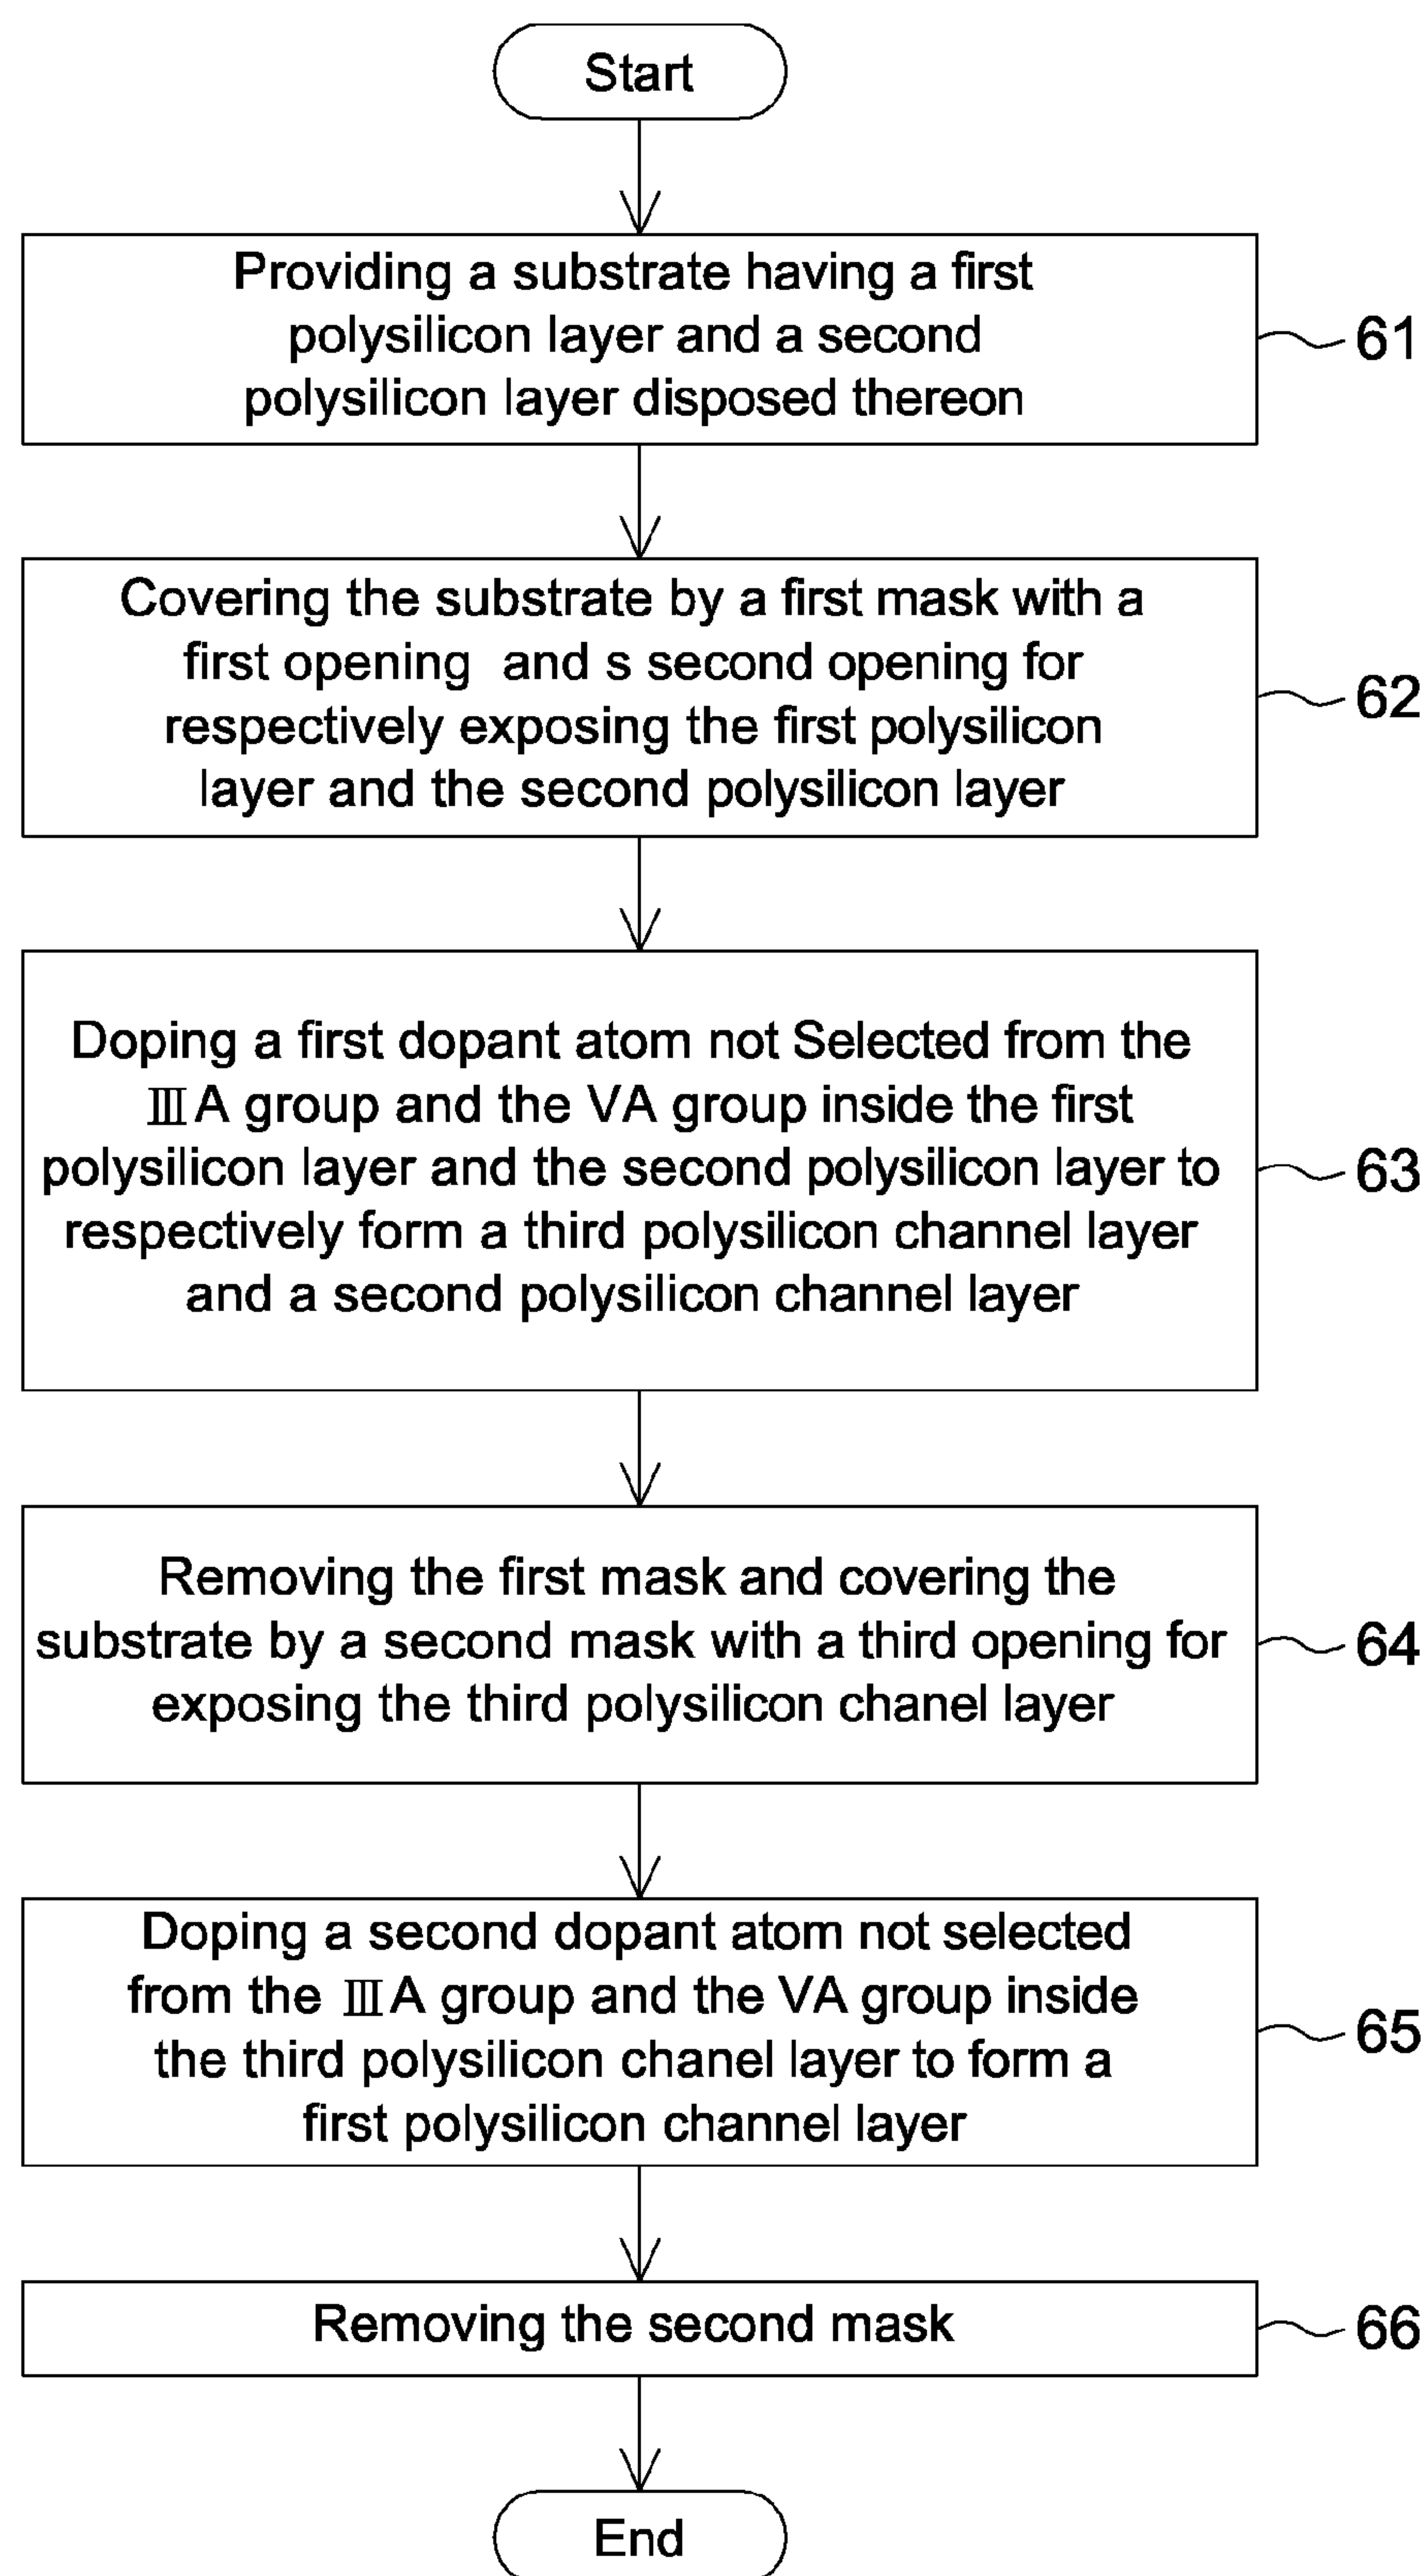 Start
Providing a substrate having a first
polysilicon layer and a second
polysilicon layer disposed thereon
61
Covering the substrate by a first mask with a
first opening and s second opening for
respectively exposing the first polysilicon
layer and the second polysilicon layer
62
Doping a first dopant atom not Selected from the
ⅢA group and the VA group inside the first
polysilicon layer and the second polysilicon layer to
respectively form a third polysilicon channel layer
and a second polysilicon channel layer
63
Removing the first mask and covering the
substrate by a second mask with a third opening for
exposing the third polysilicon chanel layer
64
Doping a second dopant atom not selected
from the ⅢA group and the VA group inside
the third polysilicon chanel layer to form a
first polysilicon channel layer
65
Removing the second mask
66
End